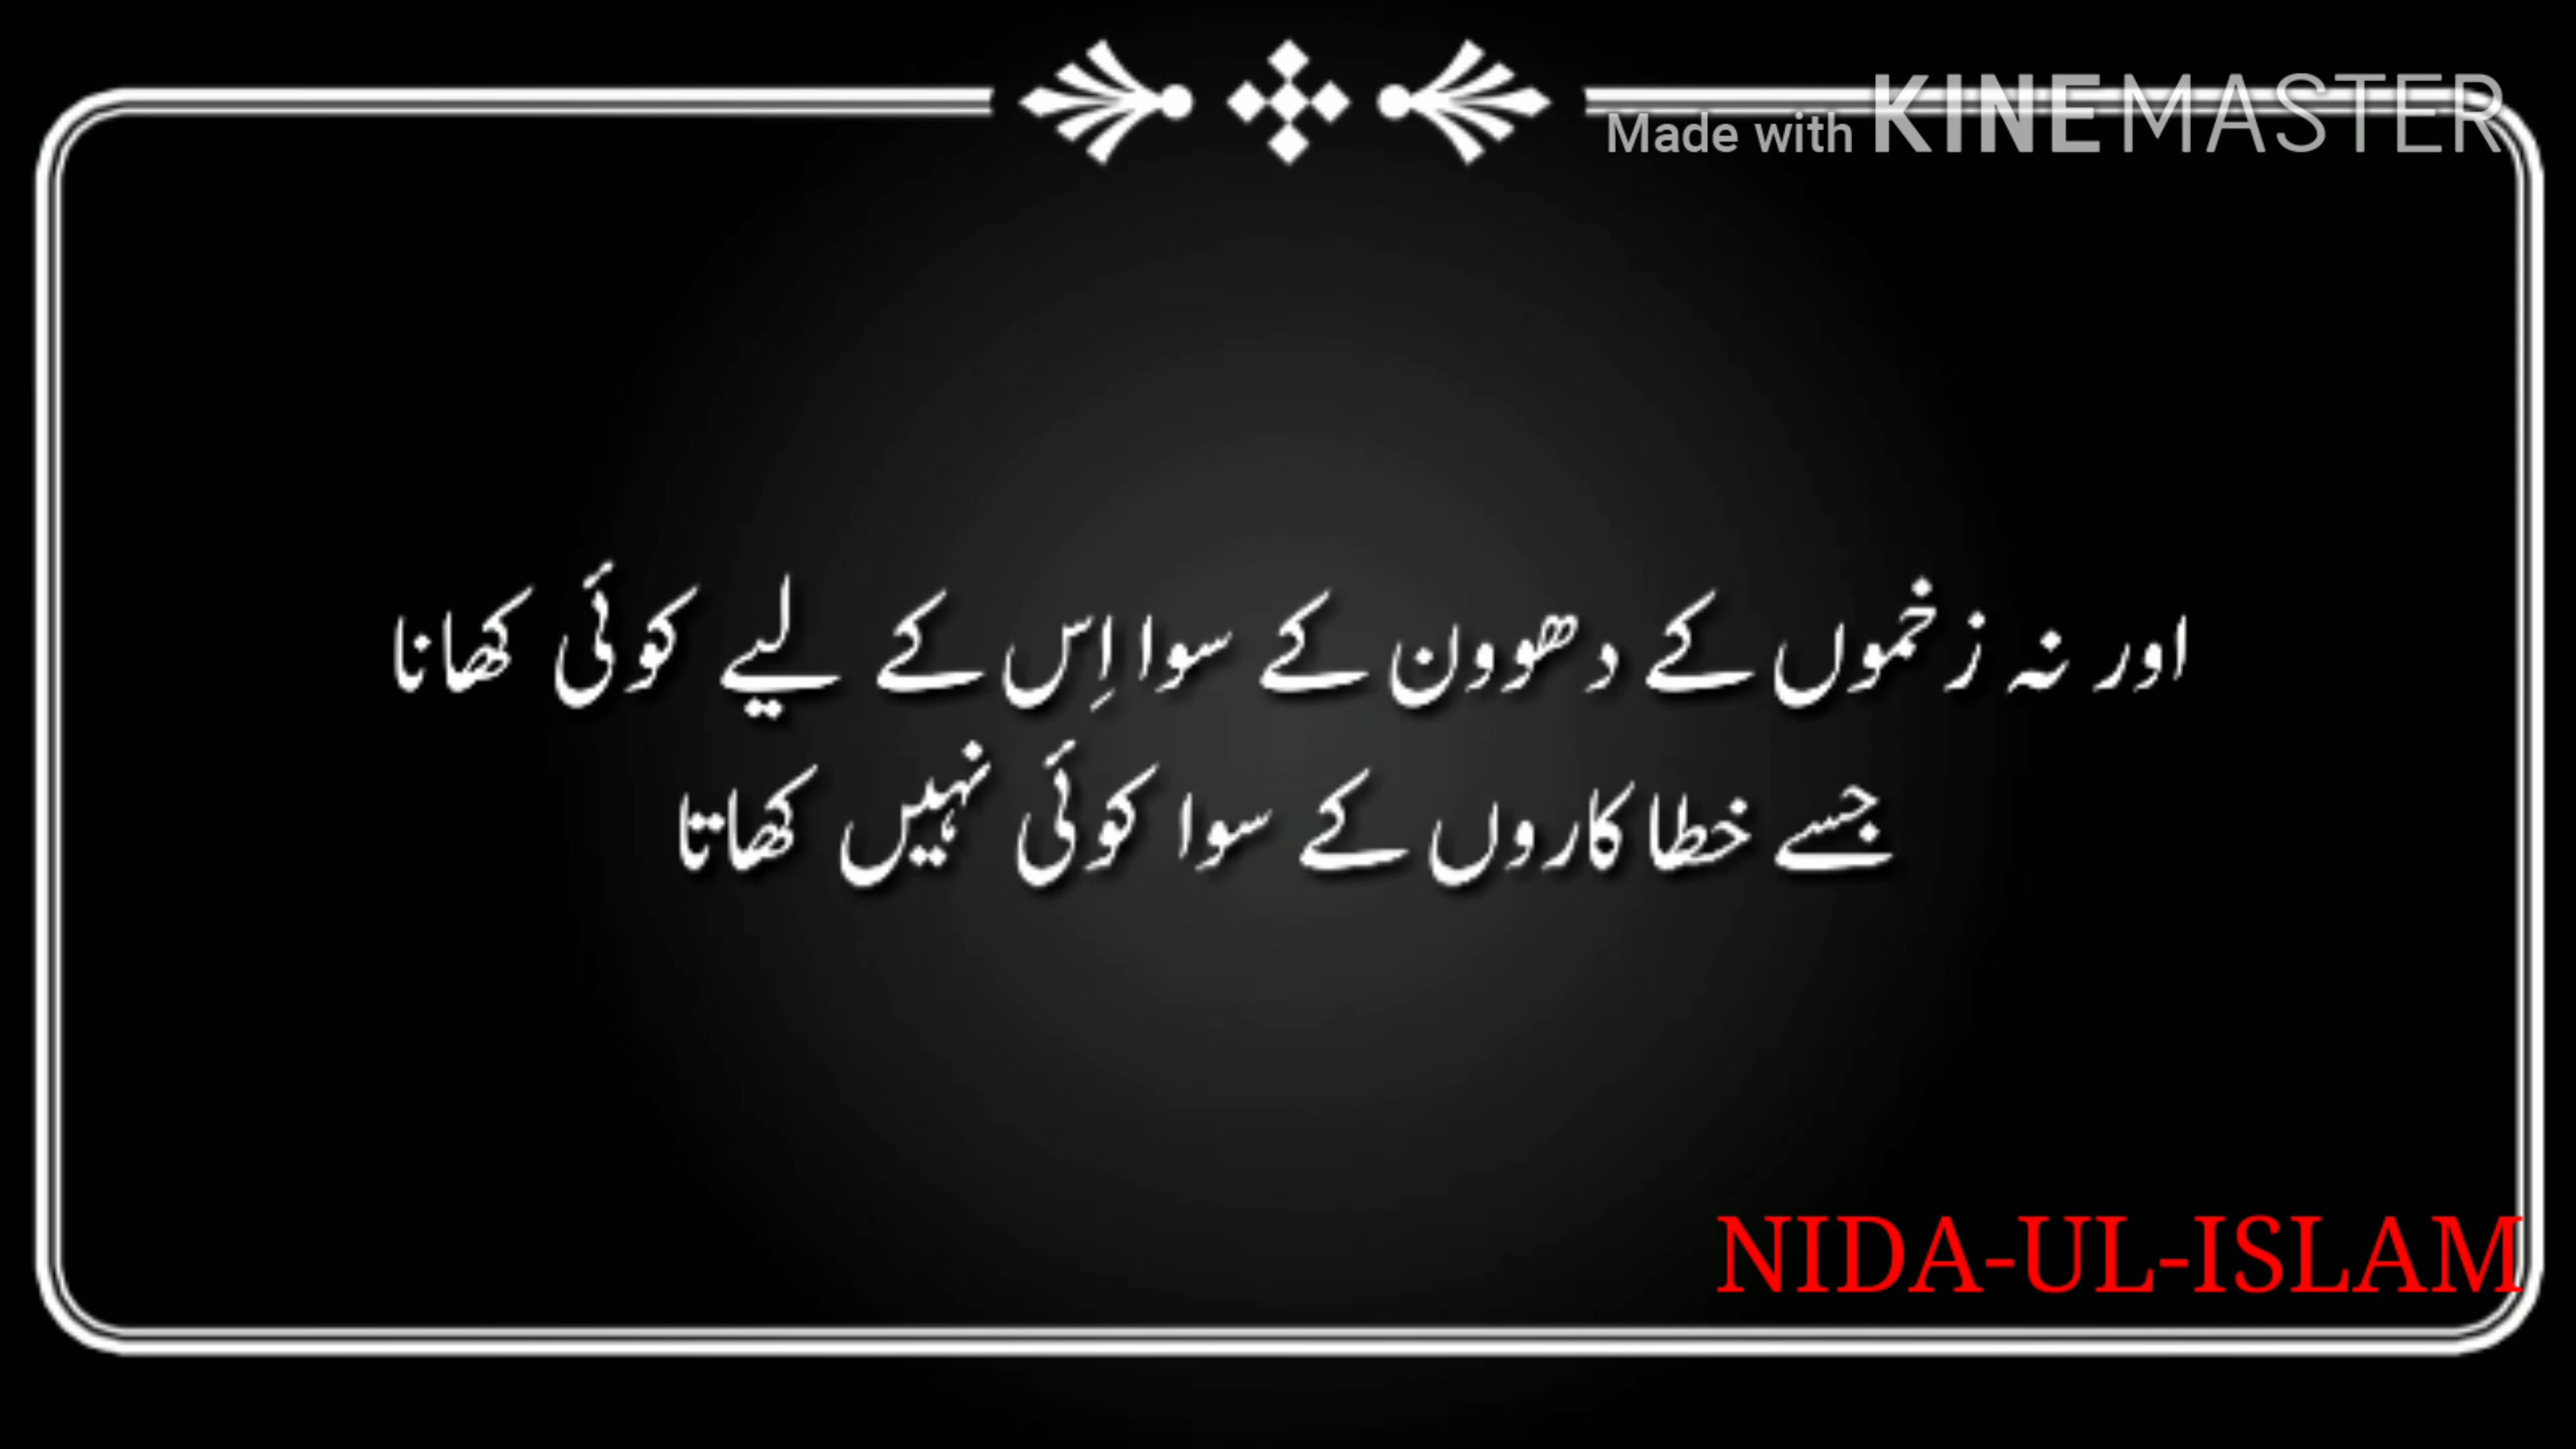 Made with KINEMASTER
اور نہ زخموں کے دھوون کے سوا اِس کے لیے کوئی کھانا
جسے خطا کاروں کے سوا کوئی نہیں کھاتا
NIDA-UL-ISLAM